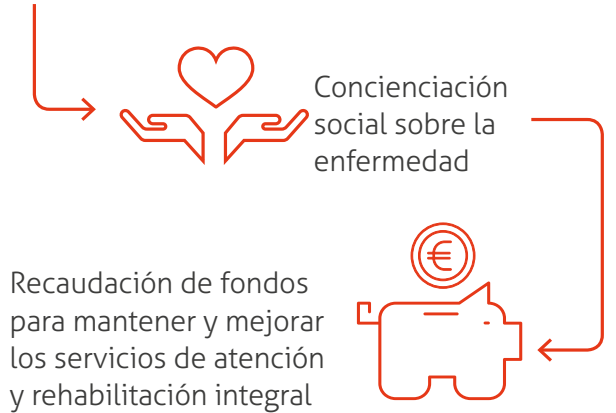 Concienciación
social sobre la
enfermedad
€
Recaudación de fondos
para mantener y mejorar
los servicios de atención
y rehabilitación integral